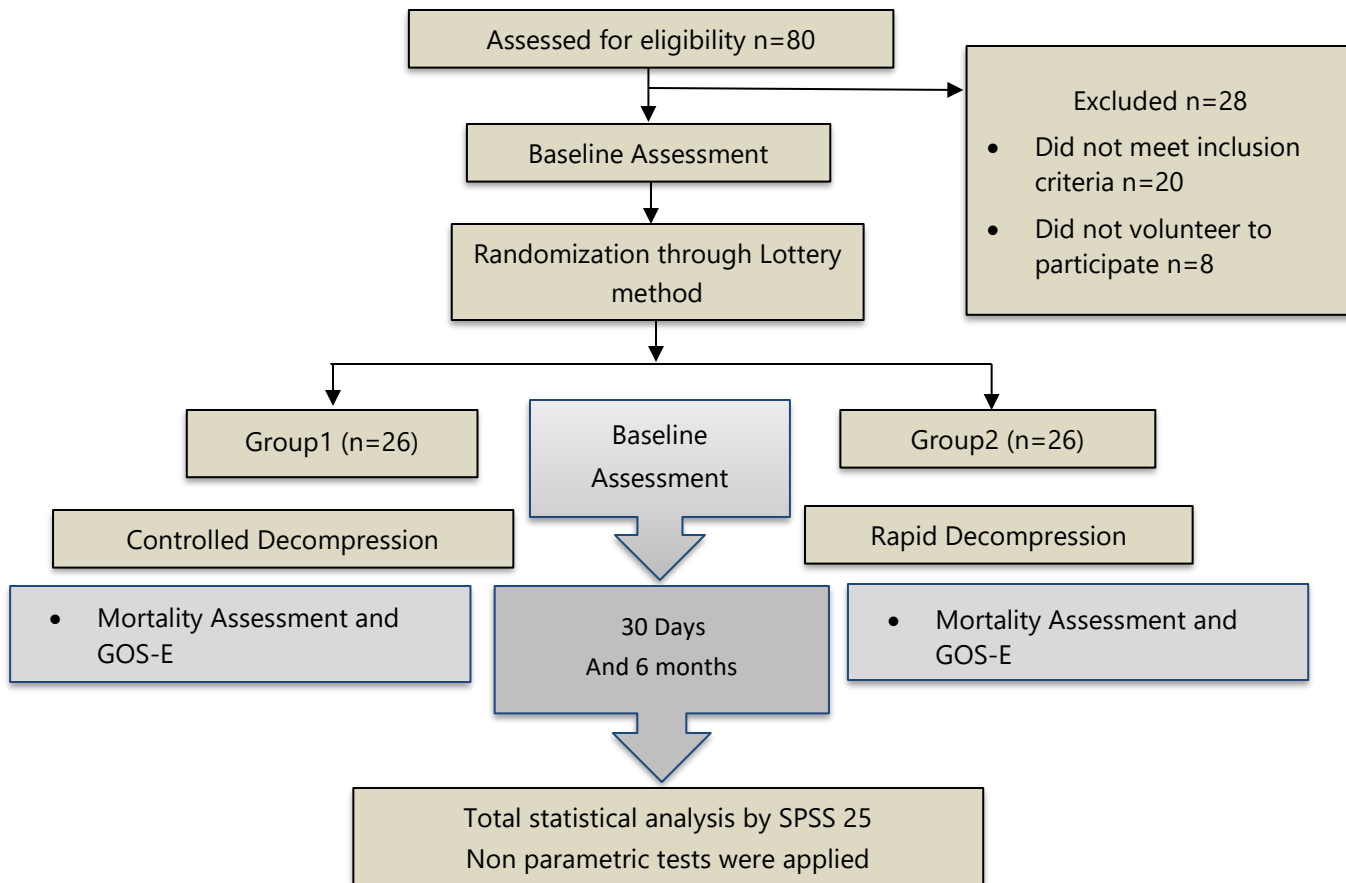 Assessed for eligibility n=80
Excluded n=28
• Did not meet inclusion
criteria n=20
• Did not volunteer to
participate n=8
Baseline Assessment
Randomization through Lottery
method
Group1 (n=26)
Baseline
Assessment
Group2 (n=26)
Controlled Decompression
Rapid Decompression
• Mortality Assessment and
GOS-E
30 Days
And 6 months
• Mortality Assessment and
GOS-E
Total statistical analysis by SPSS 25
Non parametric tests were applied